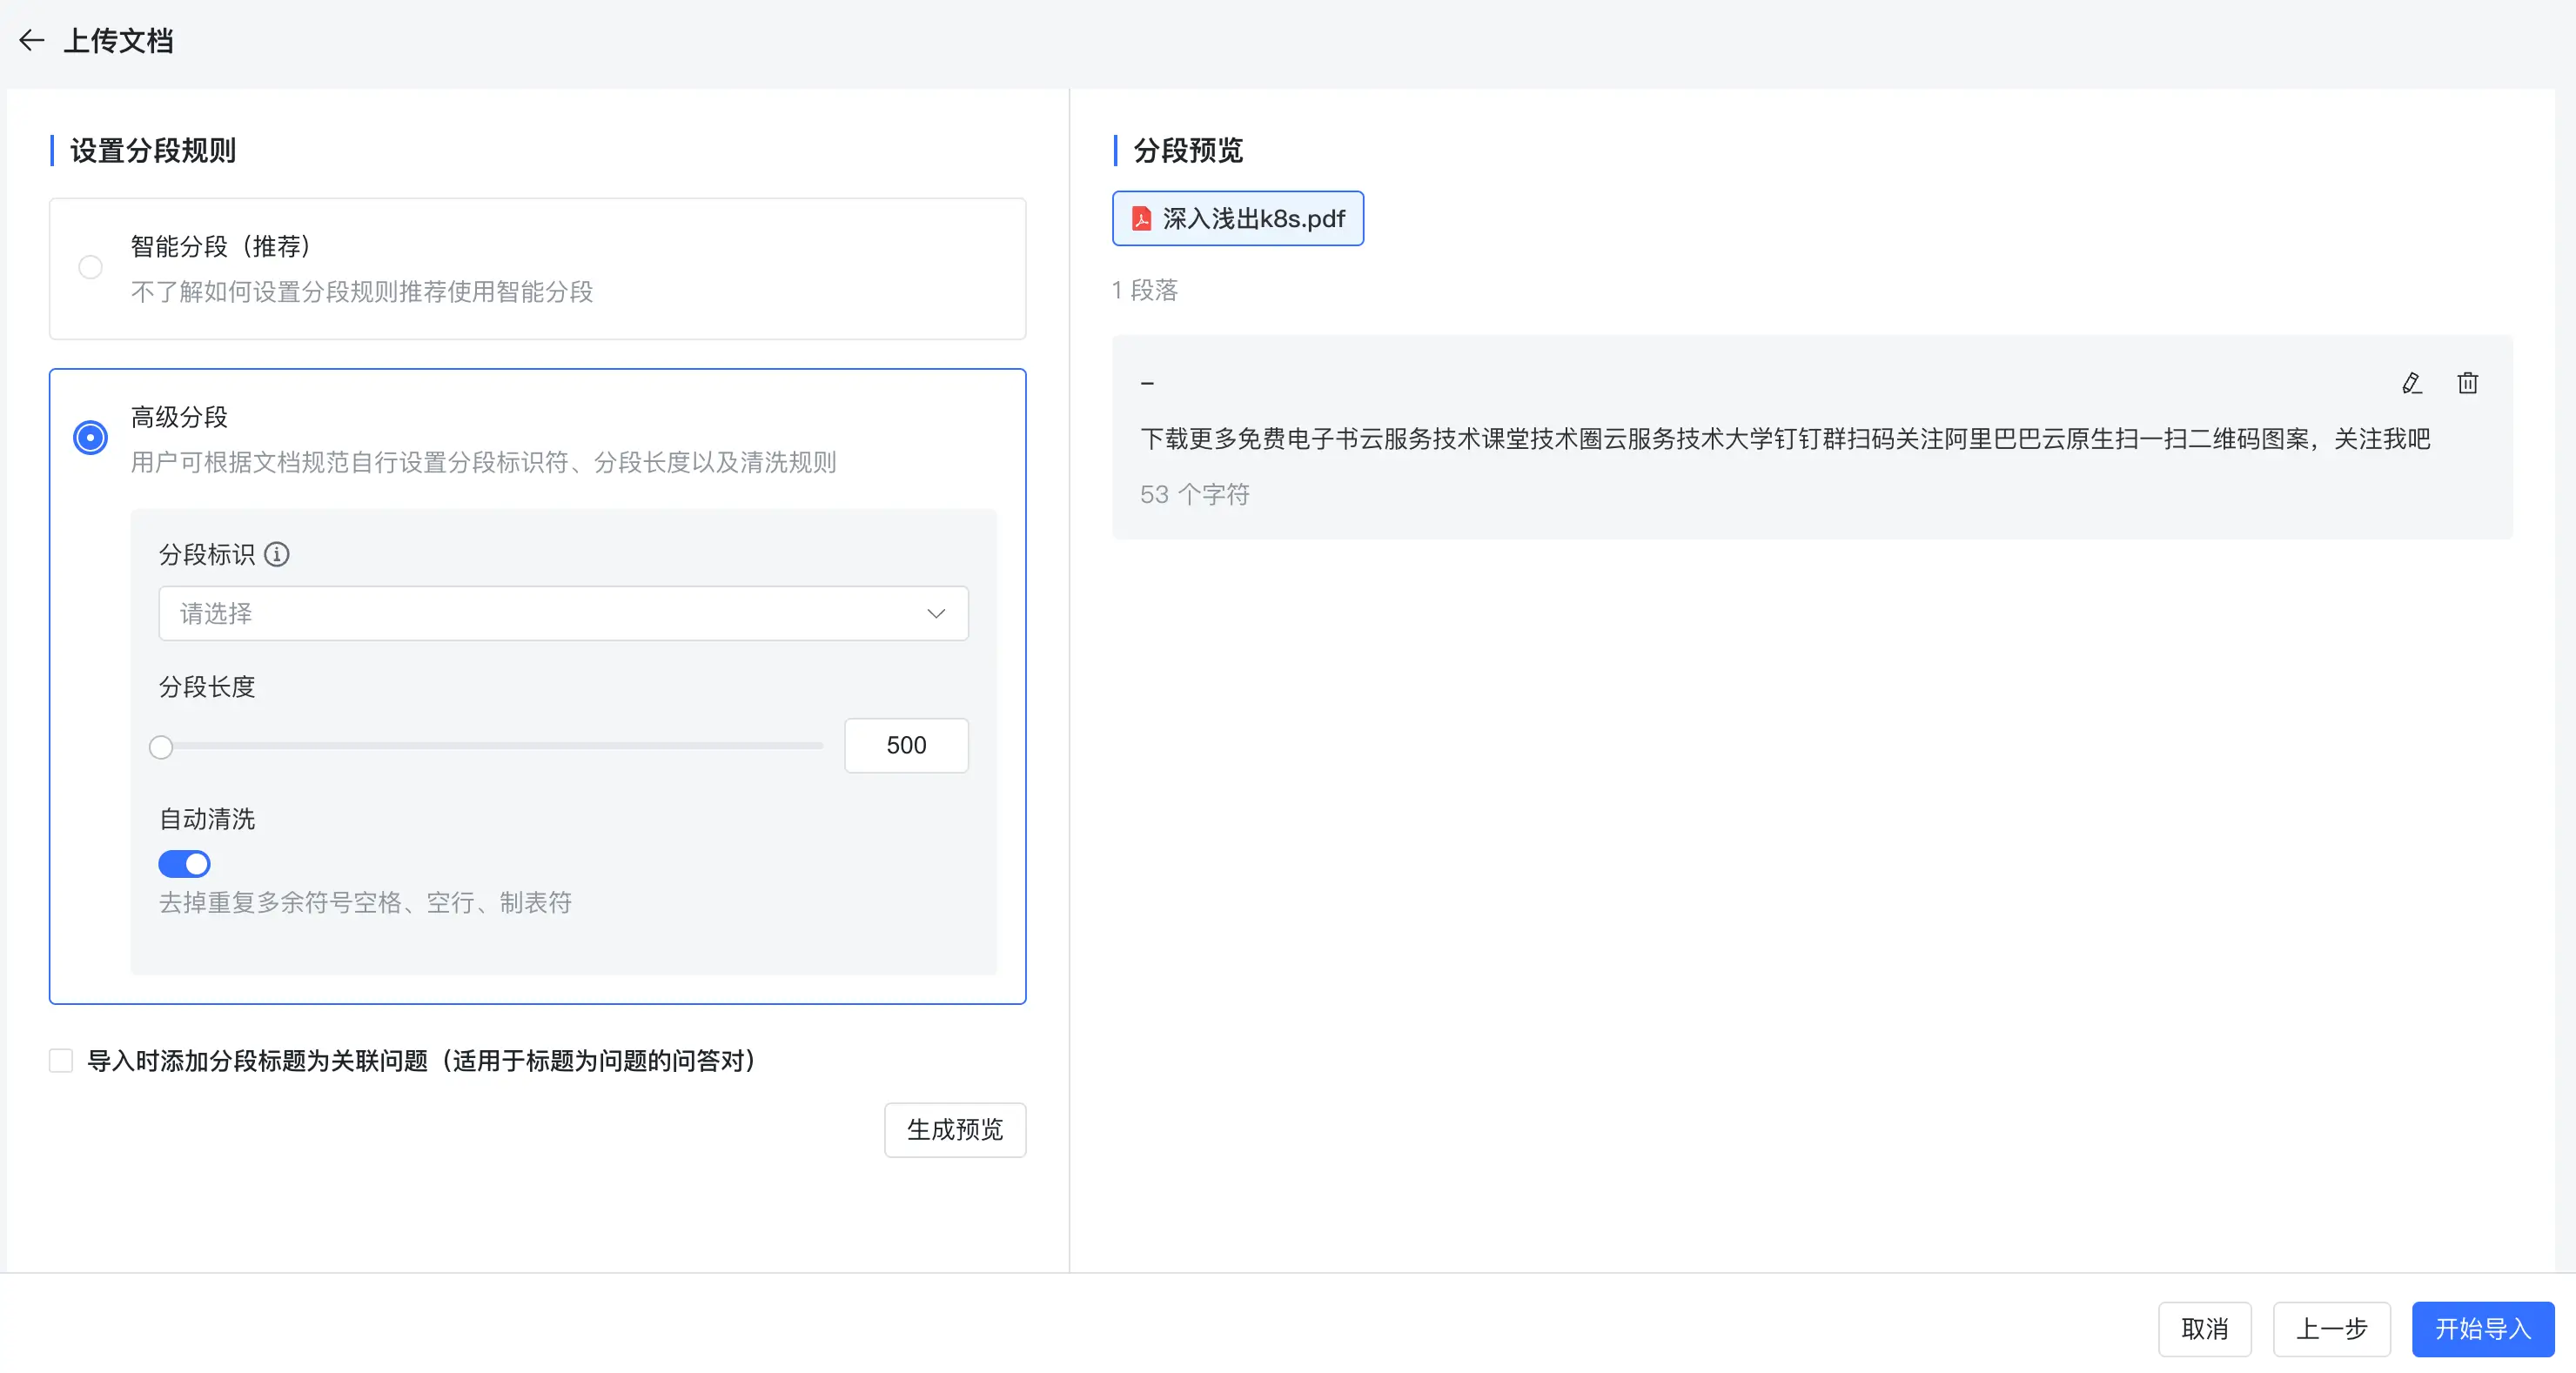 上传文档
设置分段规则
智能分段（推荐）
不了解如何设置分段规则推荐使用智能分段
高级分段
用户可根据文档规范自行设置分段标识符、分段长度以及清洗规则
分段标识
请选择
分段长度
500
自动清洗
去掉重复多余符号空格、空行、制表符
导入时添加分段标题为关联问题（适用于标题为问题的问答对）
生成预览
分段预览
深入浅出k8s.pdf
1 段落
-
下载更多免费电子书云服务技术课堂技术圈云服务技术大学钉钉群扫码关注阿里巴巴云原生扫一扫二维码图案，关注我吧
53 个字符
取消
上一步
开始导入